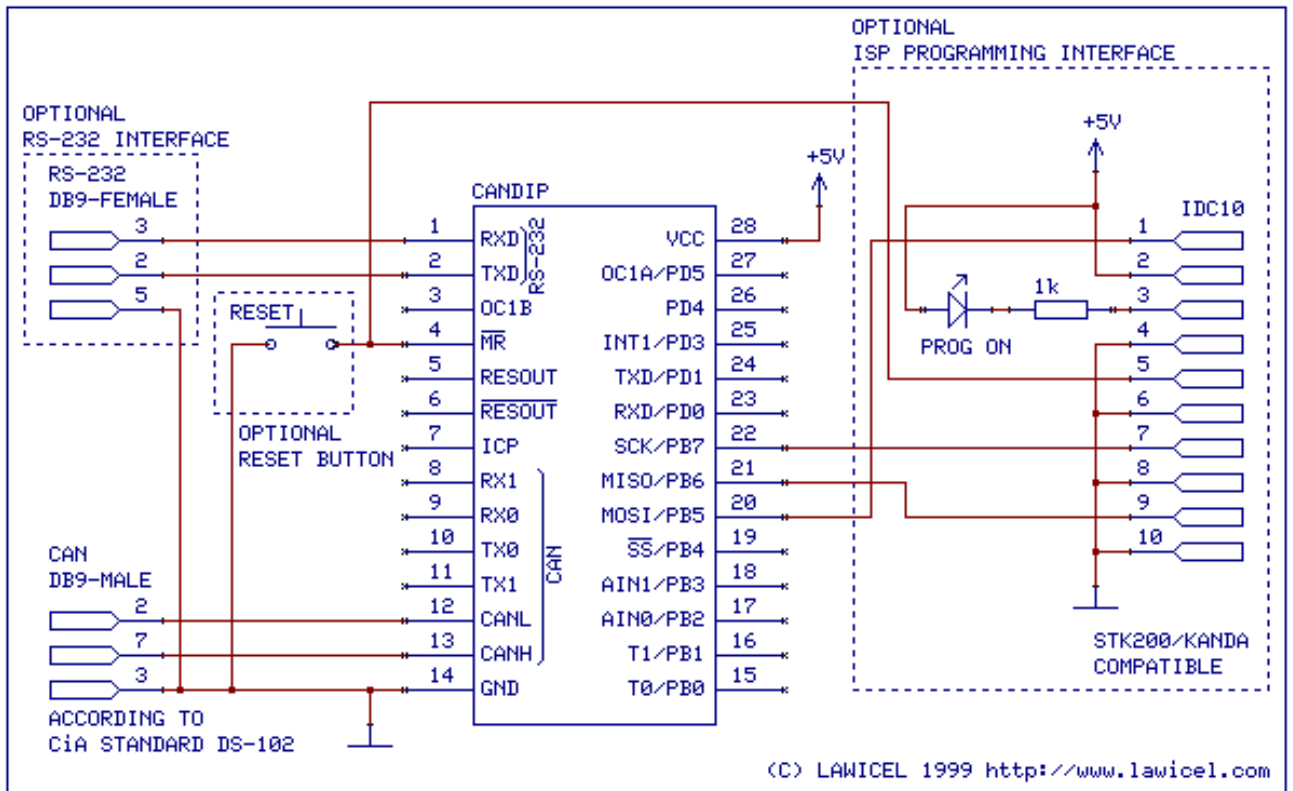 OPTIONAL
ISP PROGRAMMING INTERFACE
OPTIONAL
RS-232 INTERFACE
RS-232
DB9-FEMALE
3
2
5
RESET
OPTIONAL
RESET BUTTON
CAN
DB9-MALE
2
7
3
ACCORDING TO
CiA STANDARD DS-102
CANDIP
1 RXD
2 TXD
RS-232
3 OC1B
4 MR
5 RESOUT
6 RESOUT
7 ICP
8 RX1
9 RX0
10 TX0
11 TX1
12 CANL
13 CANH
CAN
14 GND
VCC 28
OC1A/PD5 27
PD4 26
INT1/PD3 25
TXD/PD1 24
RXD/PD0 23
SCK/PB7 22
MISO/PB6 21
MOSI/PB5 20
SS/PB4 19
AIN1/PB3 18
AIN0/PB2 17
T1/PB1 16
T0/PB0 15
+5V
+5V
IDC10
1
2
3
4
5
6
7
8
9
10
1k
PROG ON
STK200/KANDA
COMPATIBLE
(C) LAWICEL 1999 http://www.lawicel.com